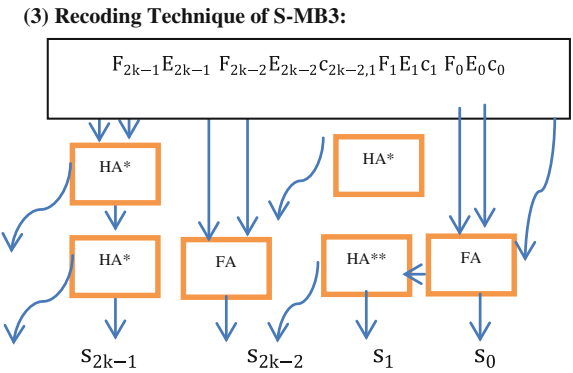 (3) Recoding Technique of S-MB3:
F₂ₖ₋₁E₂ₖ₋₁ F₂ₖ₋₂E₂ₖ₋₂c₂ₖ₋₂,₁F₁E₁c₁ F₀E₀c₀
HA* HA*
HA* FA HA** FA
s₂ₖ₋₁ s₂ₖ₋₂ s₁ s₀